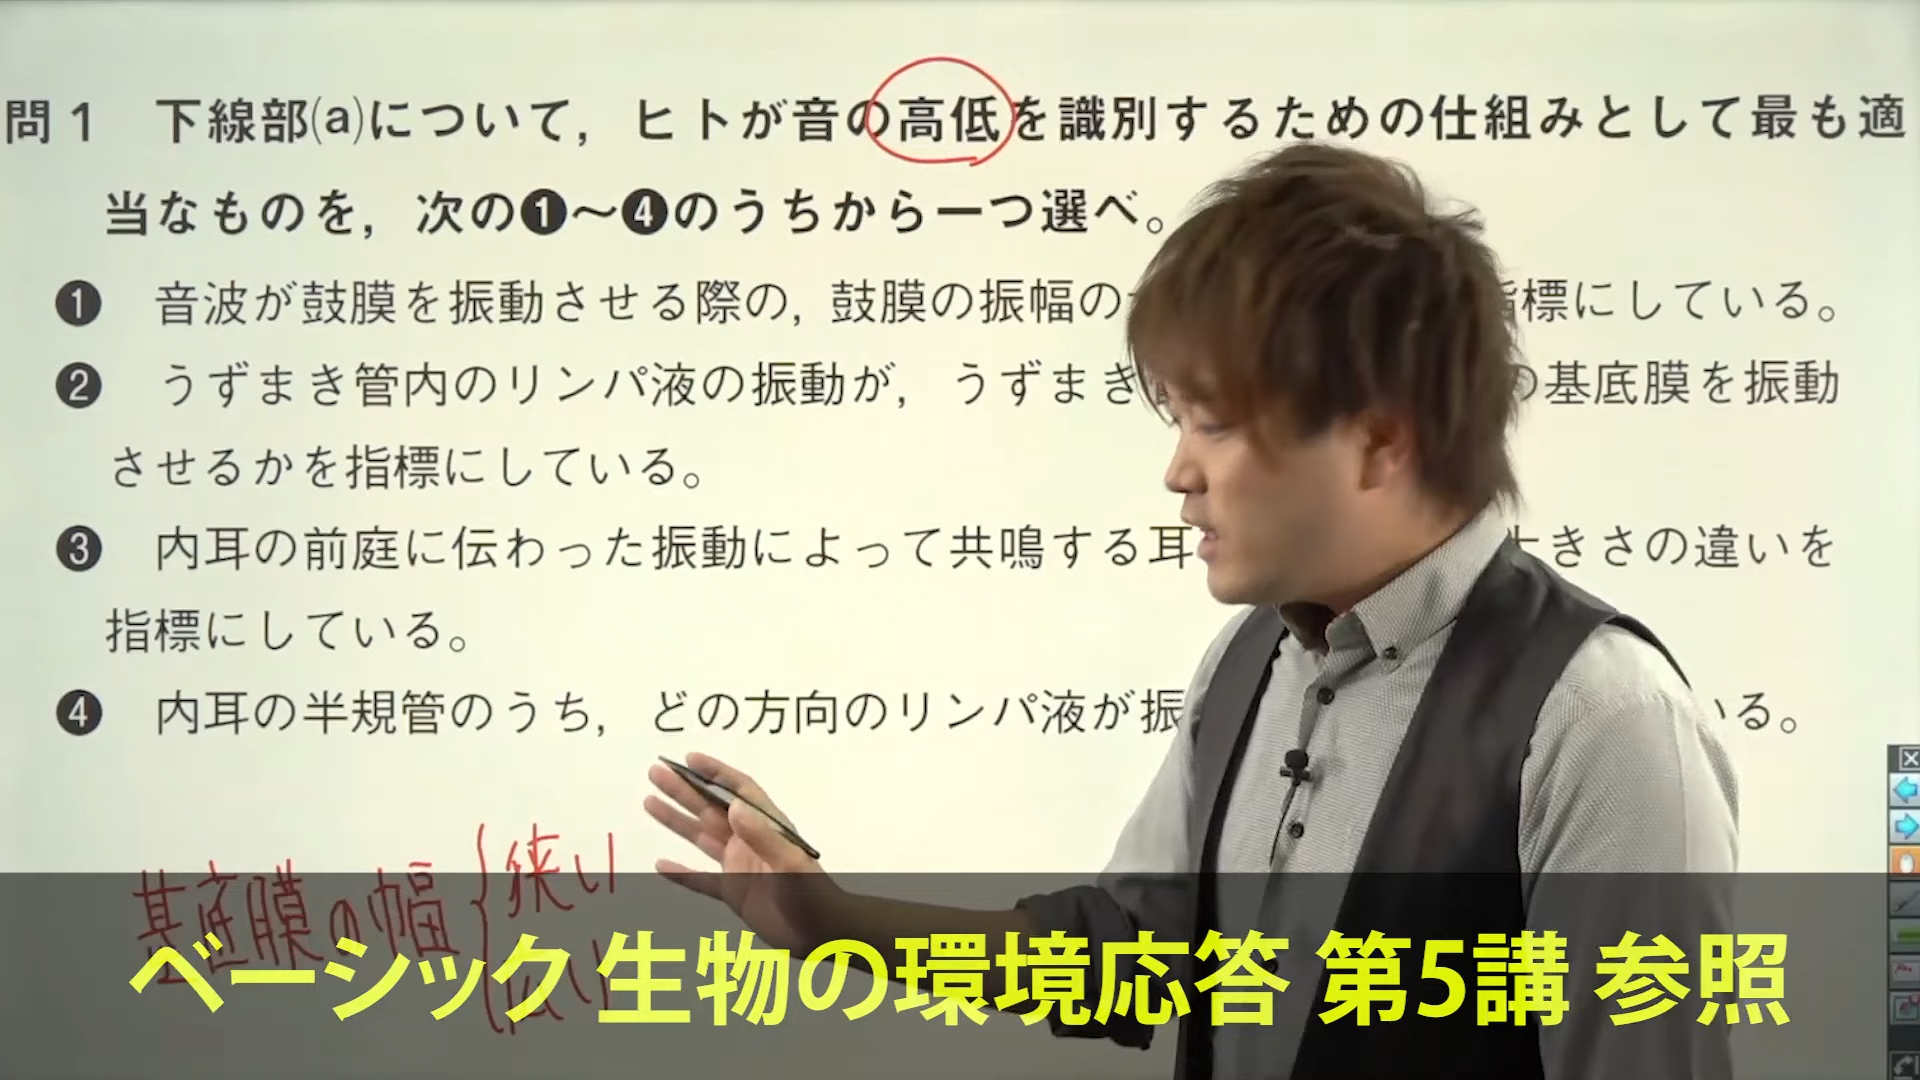 問1 下線部(a)について，ヒトが音の高低を識別するための仕組みとして最も適
当なものを，次の❶～❹のうちから一つ選べ。
❶ 音波が鼓膜を振動させる際の，鼓膜の振幅の 指標にしている。
❷ うずまき管内のリンパ液の振動が，うずまき の基底膜を振動
させるかを指標にしている。
❸ 内耳の前庭に伝わった振動によって共鳴する耳 大きさの違いを
指標にしている。
❹ 内耳の半規管のうち，どの方向のリンパ液が振 いる。
基底膜の幅 狭い
ベーシック 生物の環境応答 第5講 参照